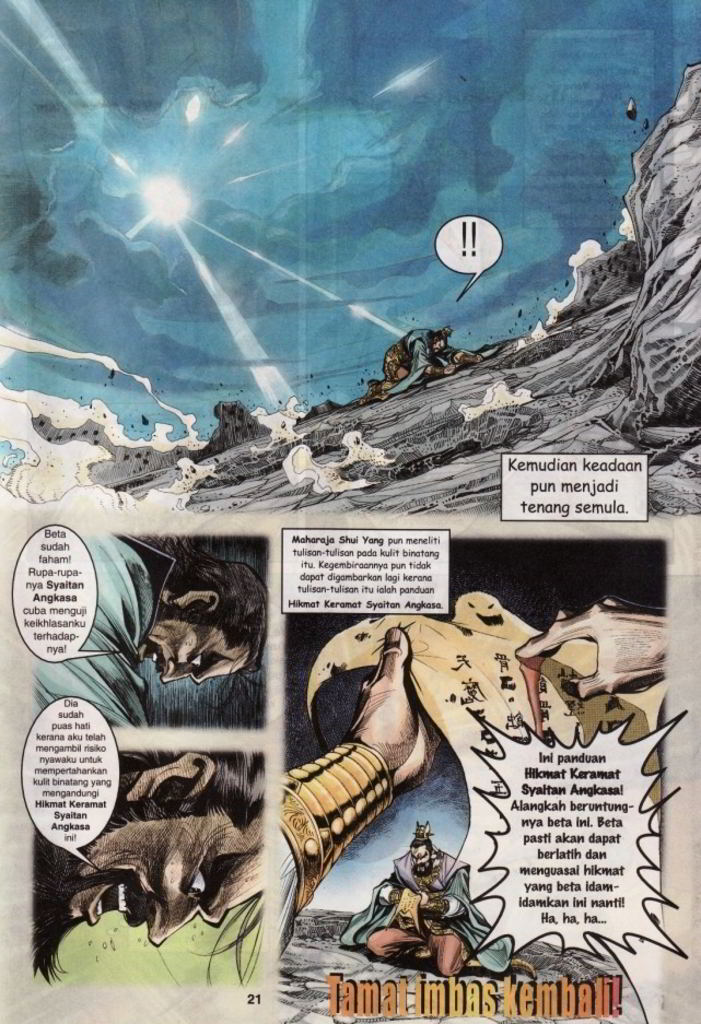 !!
Kemudian keadaan
pun menjadi
tenang semula.
Beta
sudah
faham!
Rupa-rupa-
nya Syaitan
Angkasa
cuba menguji
keikhlasanku
terhadap-
nya!
Dia
sudah
puas hati
kerana aku telah
mengambil risiko
nyawaku untuk
mempertahankan
kulit binatang yang
mengandungi
Hikmat Keramat
Syaitan
Angkasa
ini!
Maharaja Shui Yang pun meneliti
tulisan-tulisan pada kulit binatang
itu. Kegembiraannya pun tidak
dapat digambarkan lagi kerana
tulisan-tulisan itu ialah panduan
Hikmat Keramat Syaitan Angkasa.
Ini panduan
Hikmat Keramat
Syaitan Angkasa!
Alangkah beruntung-
nya beta ini. Beta
pasti akan dapat
berlatih dan
menguasai hikmat
yang beta idam-
idamkan ini nanti!
Ha, ha, ha...
Tamat imbas kembali!
21